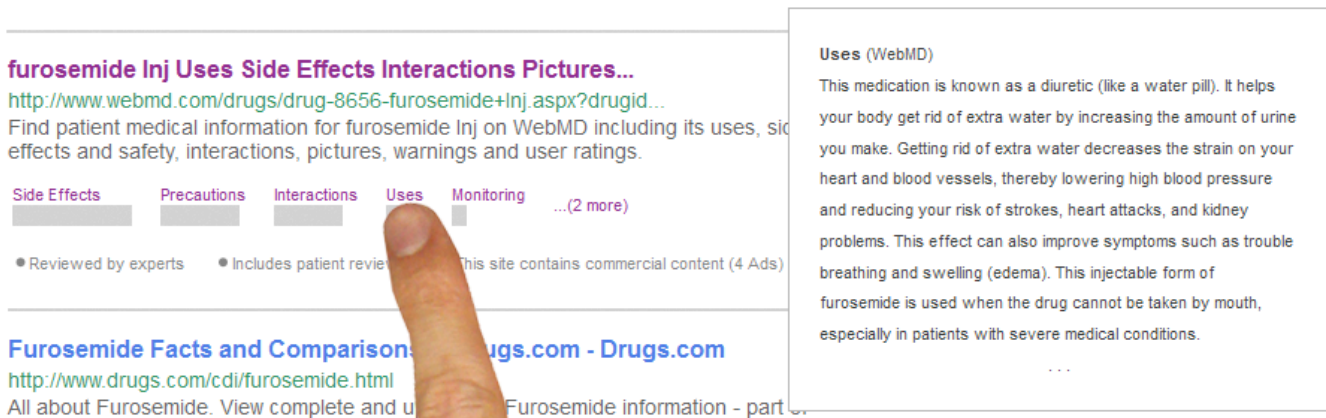 furosemide Inj Uses Side Effects Interactions Pictures...
http://www.webmd.com/drugs/drug-8656-furosemide+Inj.aspx?drugid...
Find patient medical information for furosemide Inj on WebMD including its uses,
effects and safety, interactions, pictures, warnings and user ratings.
Side Effects Precautions Interactions Uses Monitoring ...(2 more)
Reviewed by experts Includes patient This site contains commercial content (4 Ads)
Furosemide Facts and - Drugs.com
http://www.drugs.com/cdi/furosemide.html
All about Furosemide. View complete and Furosemide information - part
Uses (WebMD)
This medication is known as a diuretic (like a water pill). It helps
your body get rid of extra water by increasing the amount of urine
you make. Getting rid of extra water decreases the strain on your
heart and blood vessels, thereby lowering high blood pressure
and reducing your risk of strokes, heart attacks, and kidney
problems. This effect can also improve symptoms such as trouble
breathing and swelling (edema). This injectable form of
furosemide is used when the drug cannot be taken by mouth,
especially in patients with severe medical conditions.
. . .